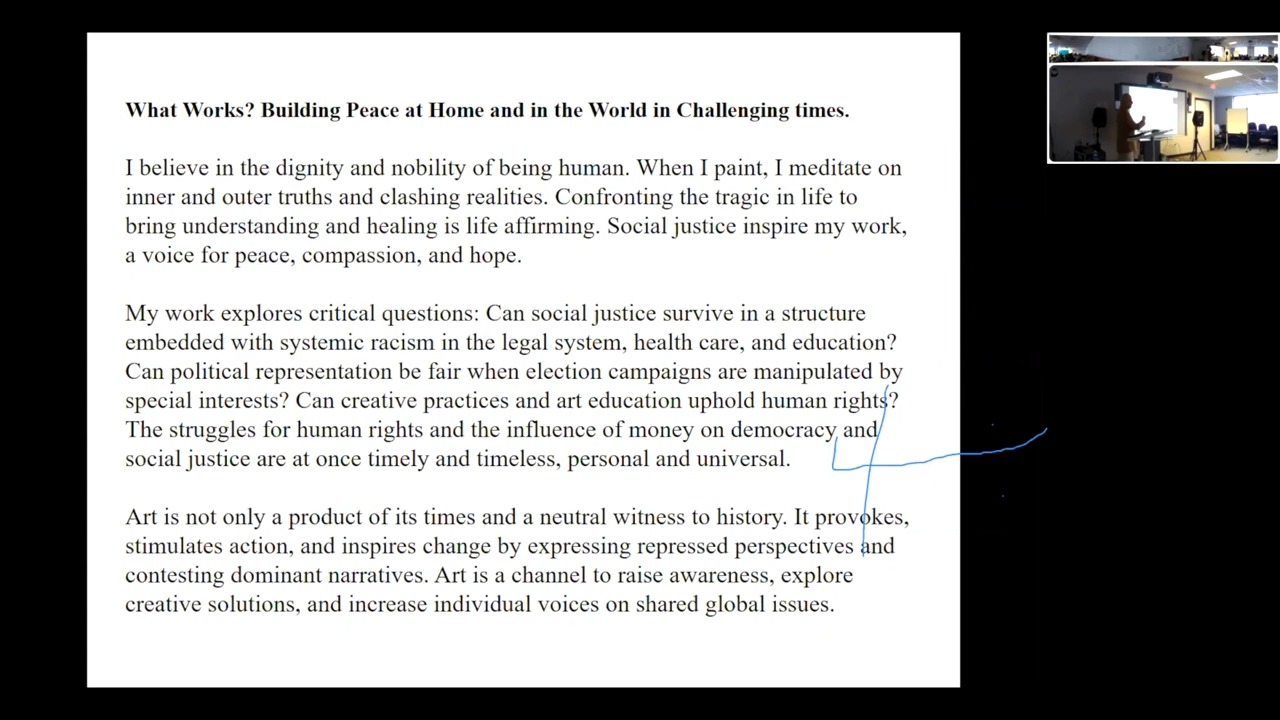 What Works? Building Peace at Home and in the World in Challenging times.
I believe in the dignity and nobility of being human. When I paint, I meditate on
inner and outer truths and clashing realities. Confronting the tragic in life to
bring understanding and healing is life affirming. Social justice inspire my work,
a voice for peace, compassion, and hope.
My work explores critical questions: Can social justice survive in a structure
embedded with systemic racism in the legal system, health care, and education?
Can political representation be fair when election campaigns are manipulated by
special interests? Can creative practices and art education uphold human rights?
The struggles for human rights and the influence of money on democracy and
social justice are at once timely and timeless, personal and universal.
Art is not only a product of its times and a neutral witness to history. It provokes,
stimulates action, and inspires change by expressing repressed perspectives and
contesting dominant narratives. Art is a channel to raise awareness, explore
creative solutions, and increase individual voices on shared global issues.